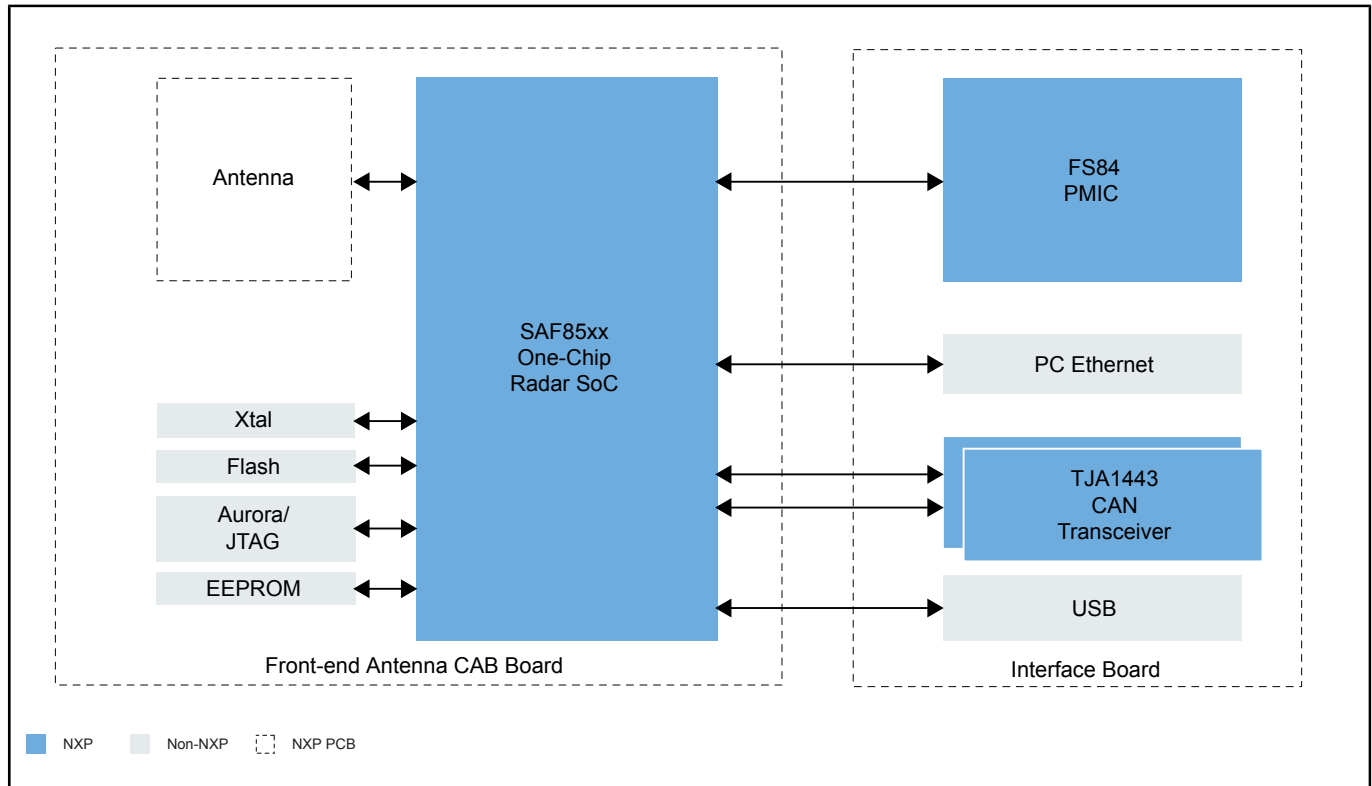 Antenna
SAF85xx
One-Chip
Radar SoC
Xtal
Flash
Aurora/
JTAG
EEPROM
Front-end Antenna CAB Board
FS84
PMIC
PC Ethernet
TJA1443
CAN
Transceiver
USB
Interface Board
NXP
Non-NXP
NXP PCB